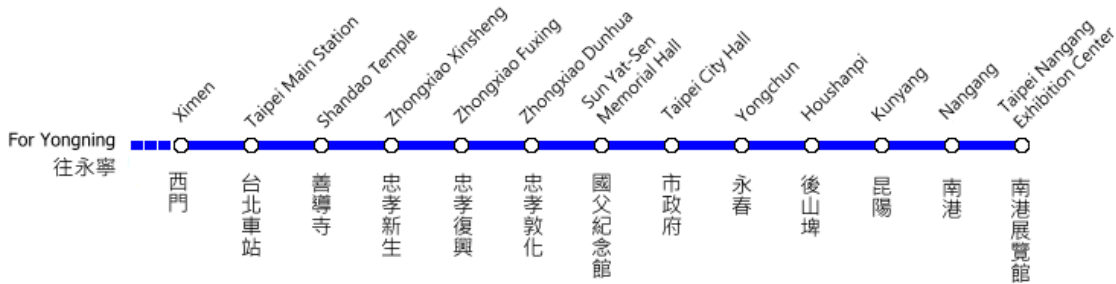 Ximen
Taipei Main Station
Shandao Temple
Zhongxiao Xinsheng
Zhongxiao Fuxing
Zhongxiao Dunhua
Sun Yat-Sen
Memorial Hall
Taipei City Hall
Yongchun
Houshanpi
Kunyang
Nangang
Taipei Nangang
Exhibition Center
For Yongning
往永寧
西門
台北車站
善導寺
忠孝新生
忠孝復興
忠孝敦化
國父紀念館
市政府
永春
後山埤
昆陽
南港
南港展覽館